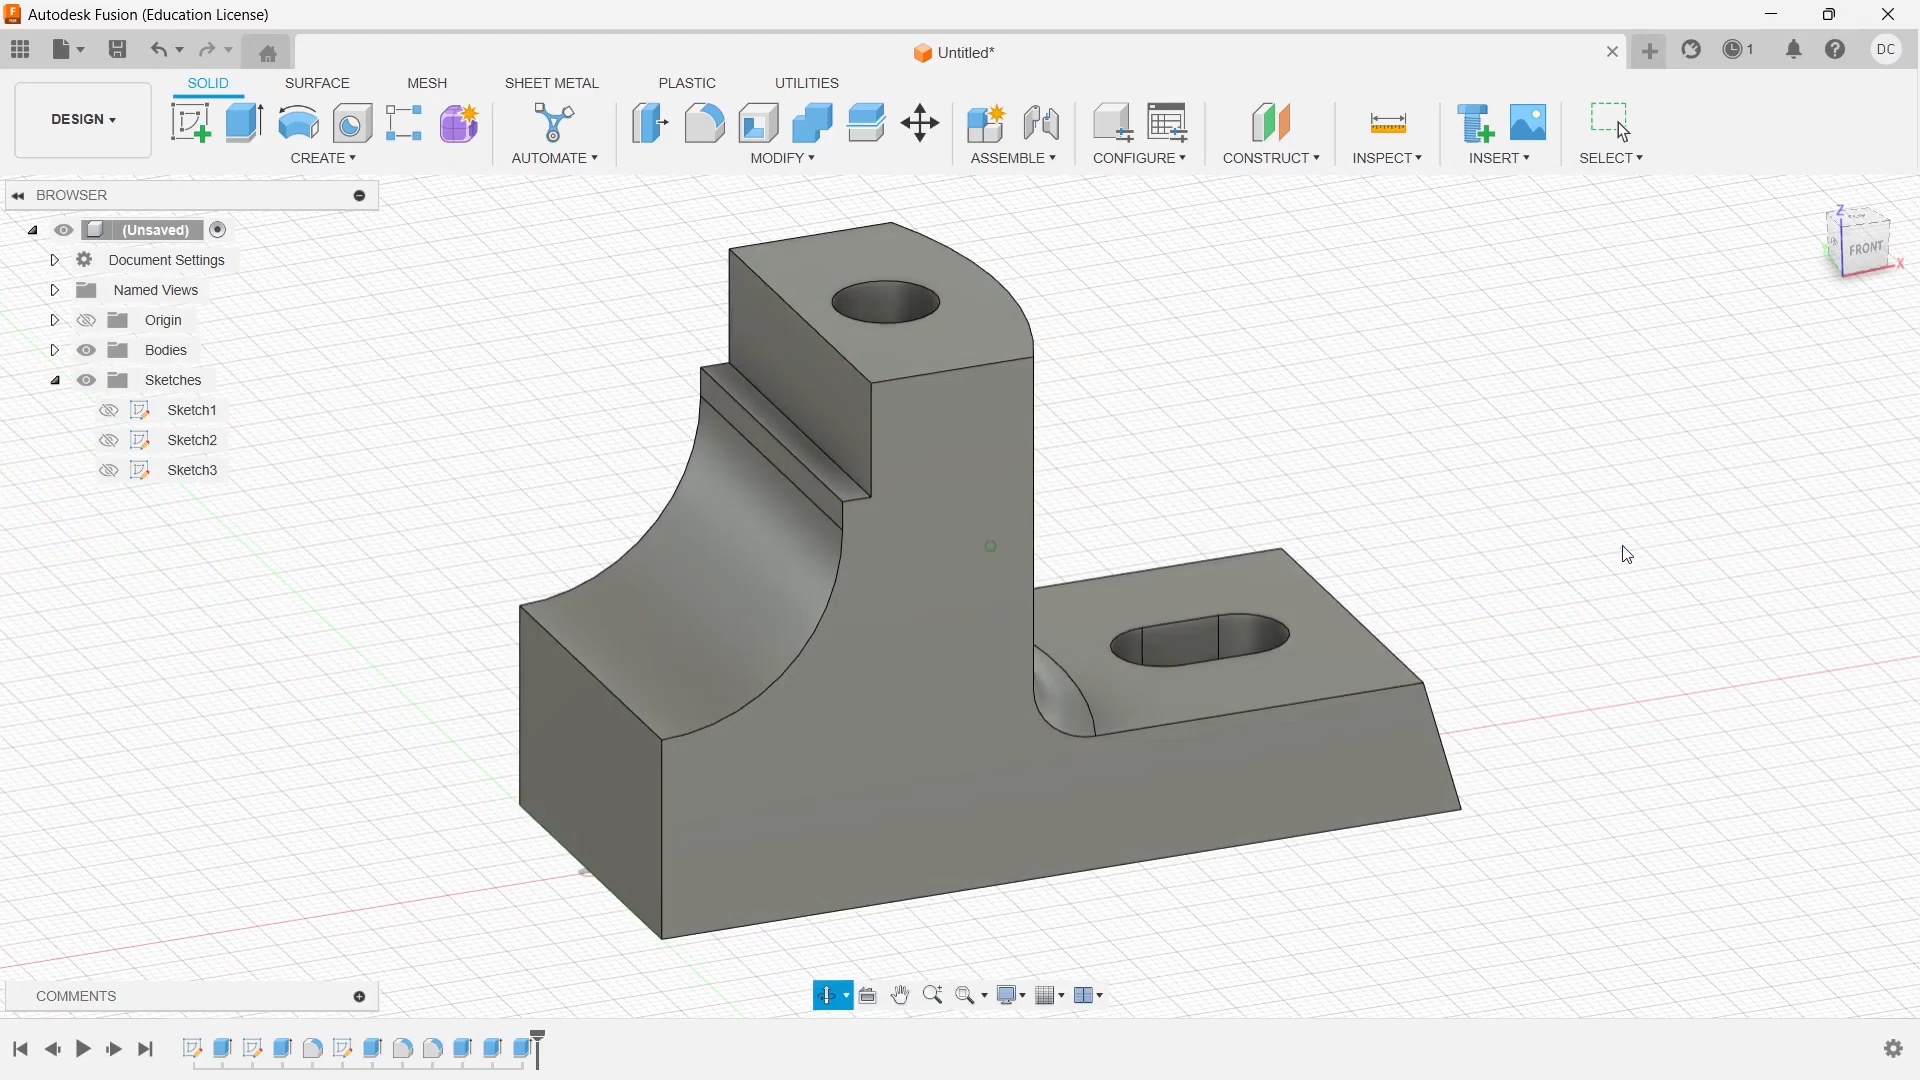 Autodesk Fusion (Education License)
Untitled*
1
DC
SOLID
SURFACE
MESH
SHEET METAL
PLASTIC
UTILITIES
DESIGN
CREATE
AUTOMATE
MODIFY
ASSEMBLE
CONFIGURE
CONSTRUCT
INSPECT
INSERT
SELECT
BROWSER
(Unsaved)
Document Settings
Named Views
Origin
Bodies
Sketches
Sketch1
Sketch2
Sketch3
Z
FRONT
X
COMMENTS